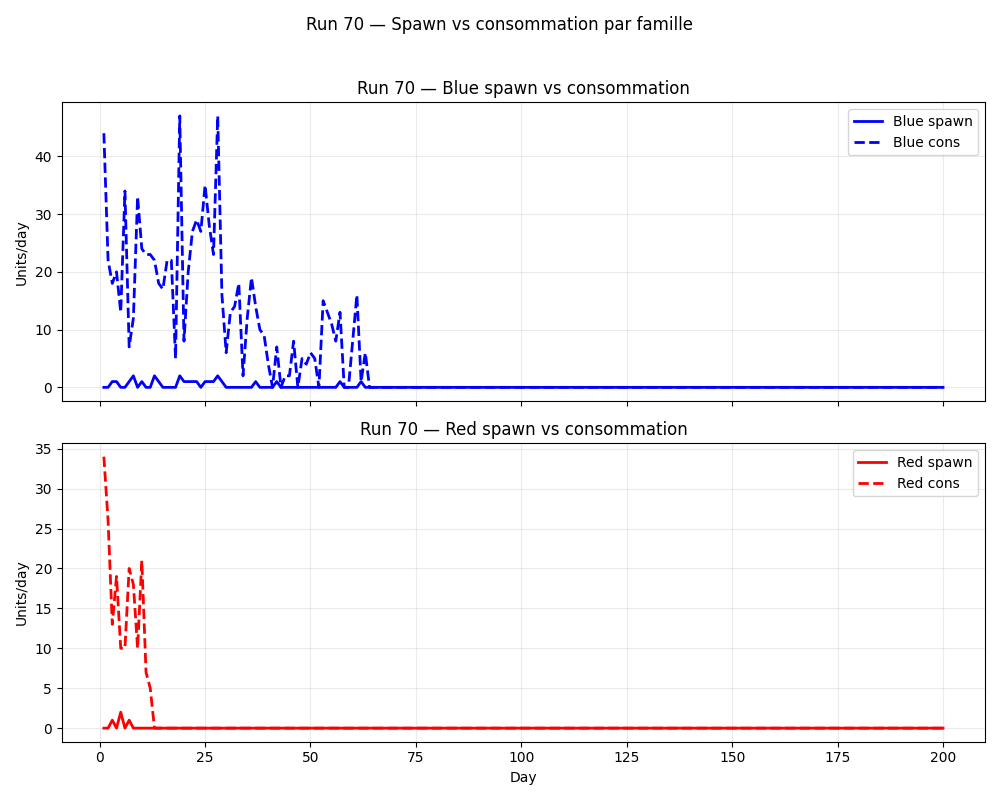 Run 70 — Spawn vs consommation par famille
Run 70 — Blue spawn vs consommation
Blue spawn
Blue cons
Units/day
40
30
20
10
0
Run 70 — Red spawn vs consommation
Red spawn
Red cons
Units/day
35
30
25
20
15
10
5
0
0 25 50 75 100 125 150 175 200
Day